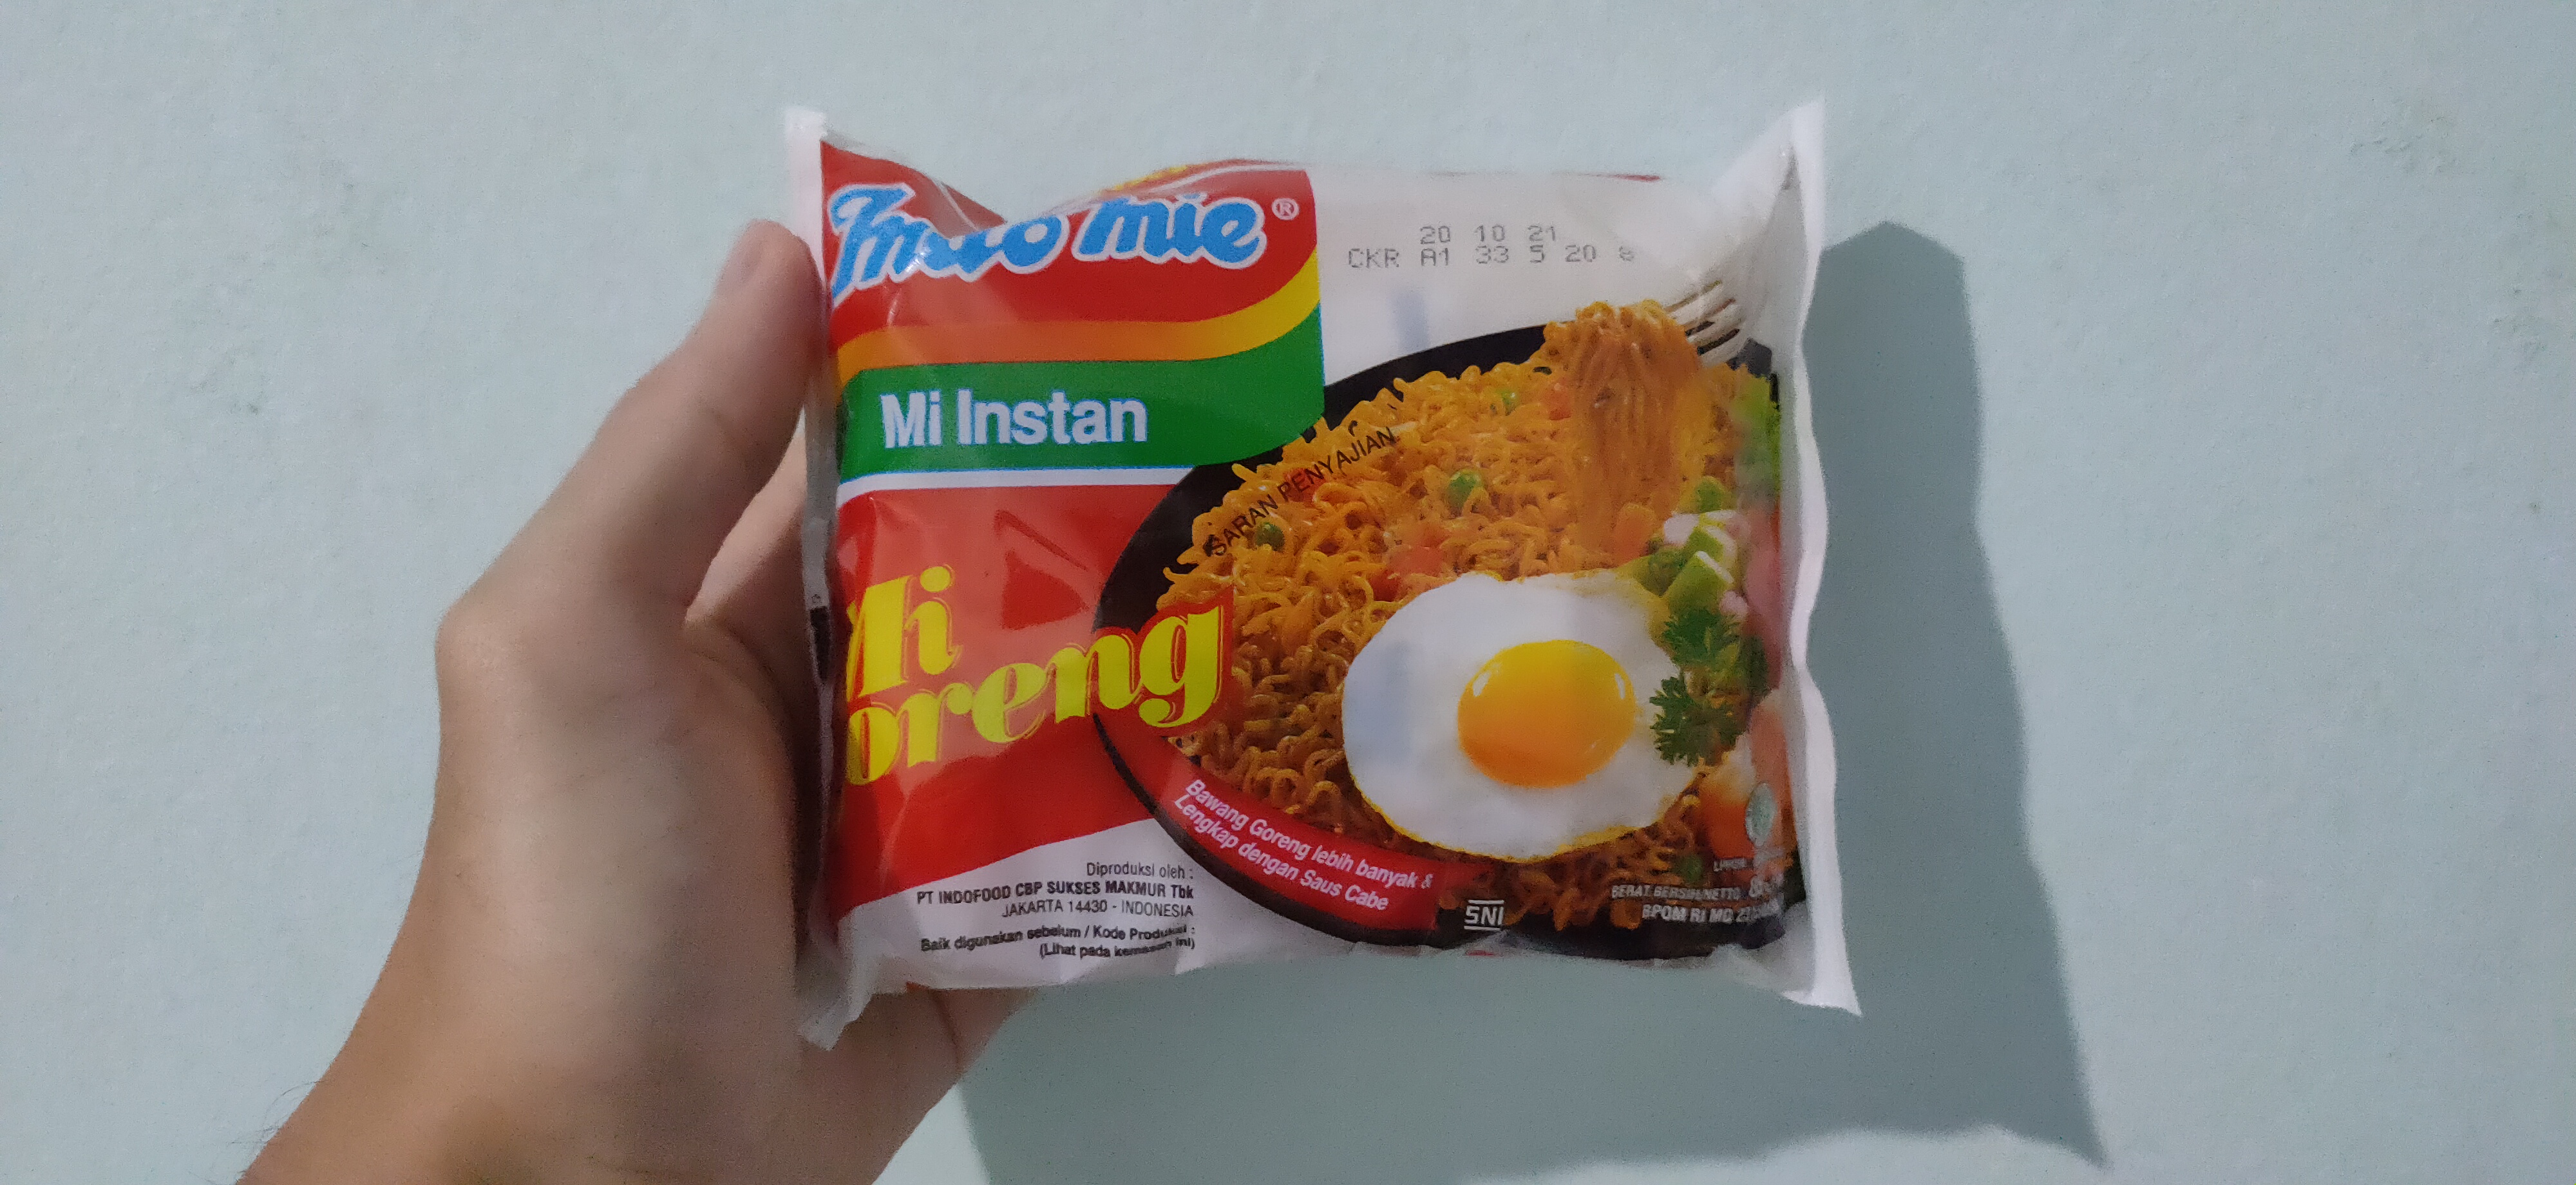 Indomie®
20 10 21
CKR A1 33 5 20 8
Mi Instan
SARAN PENYAJIAN
Mi
oreng
Bawang Goreng lebih banyak &
Lengkap dengan Saus Cabe
Diproduksi oleh :
PT INDOFOOD CBP SUKSES MAKMUR Tbk
JAKARTA 14430 - INDONESIA
Baik digunakan sebelum / Kode Produksi :
(Lihat pada kemasan ini)
SNI
BERAT BERSIH/NETTO
BPOM RI MD